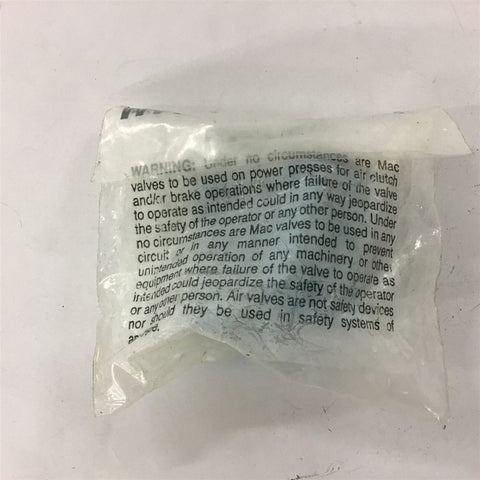 WARNING: Under no circumstances are Mac
valves to be used on power presses for air clutch
and/or brake operations where failure of the valve
to operate as intended could in any way jeopardize
the safety of the operator or any other person. Under
no circumstances are Mac valves to be used in any
circuit or in any manner intended to prevent
unintended operation of any machinery or other
equipment where failure of the valve to operate as
intended could jeopardize the safety of the operator
or any other person. Air valves are not safety devices
nor should they be used in safety systems of